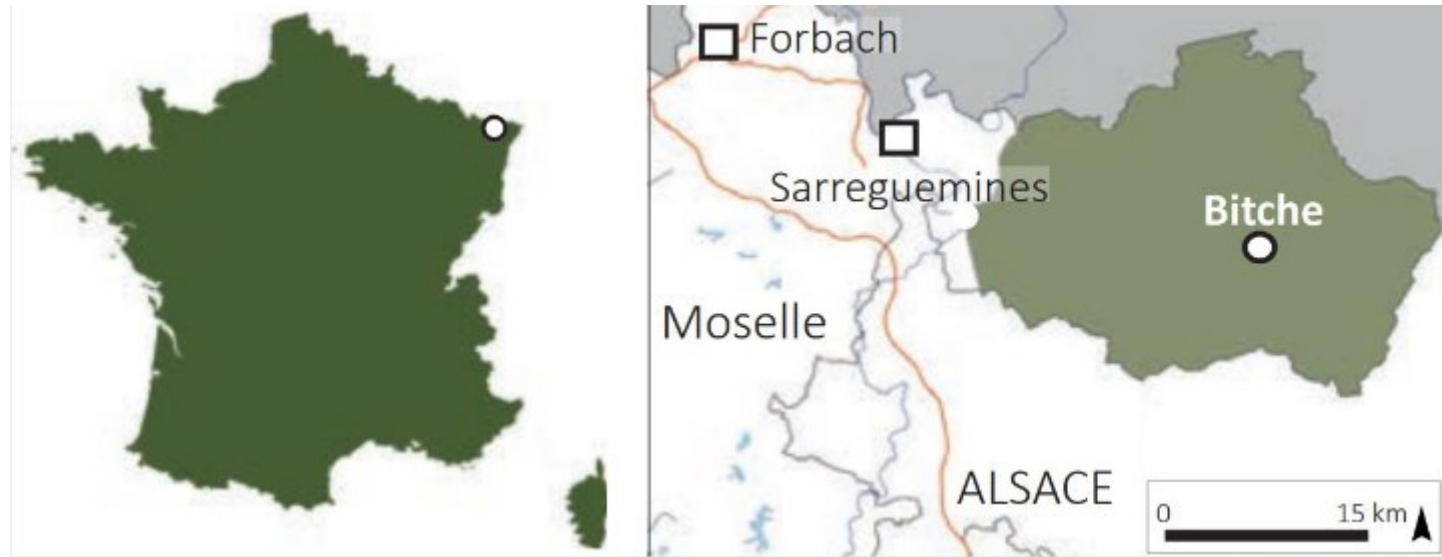 Forbach
Sarreguemines
Bitche
Moselle
ALSACE
0 15 km